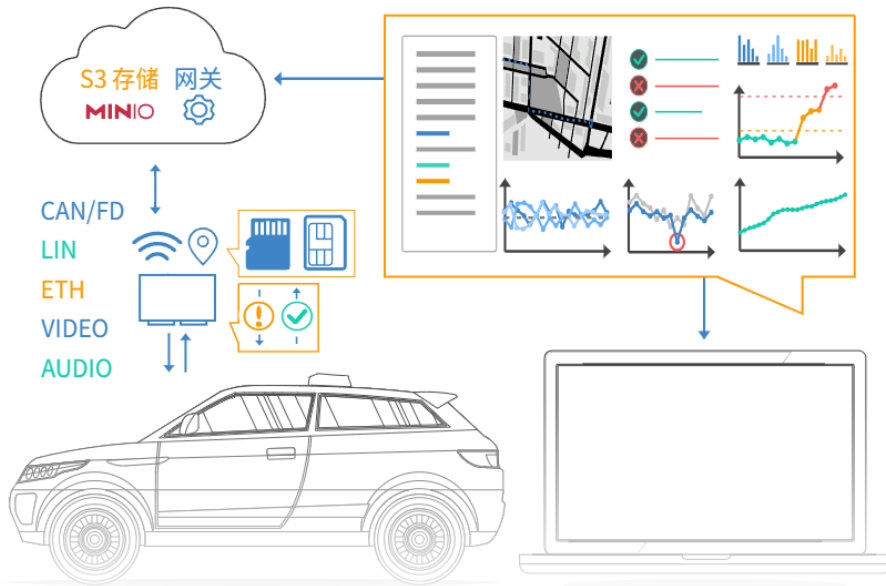 S3 存储 网关
MINIO
CAN/FD
LIN
ETH
VIDEO
AUDIO